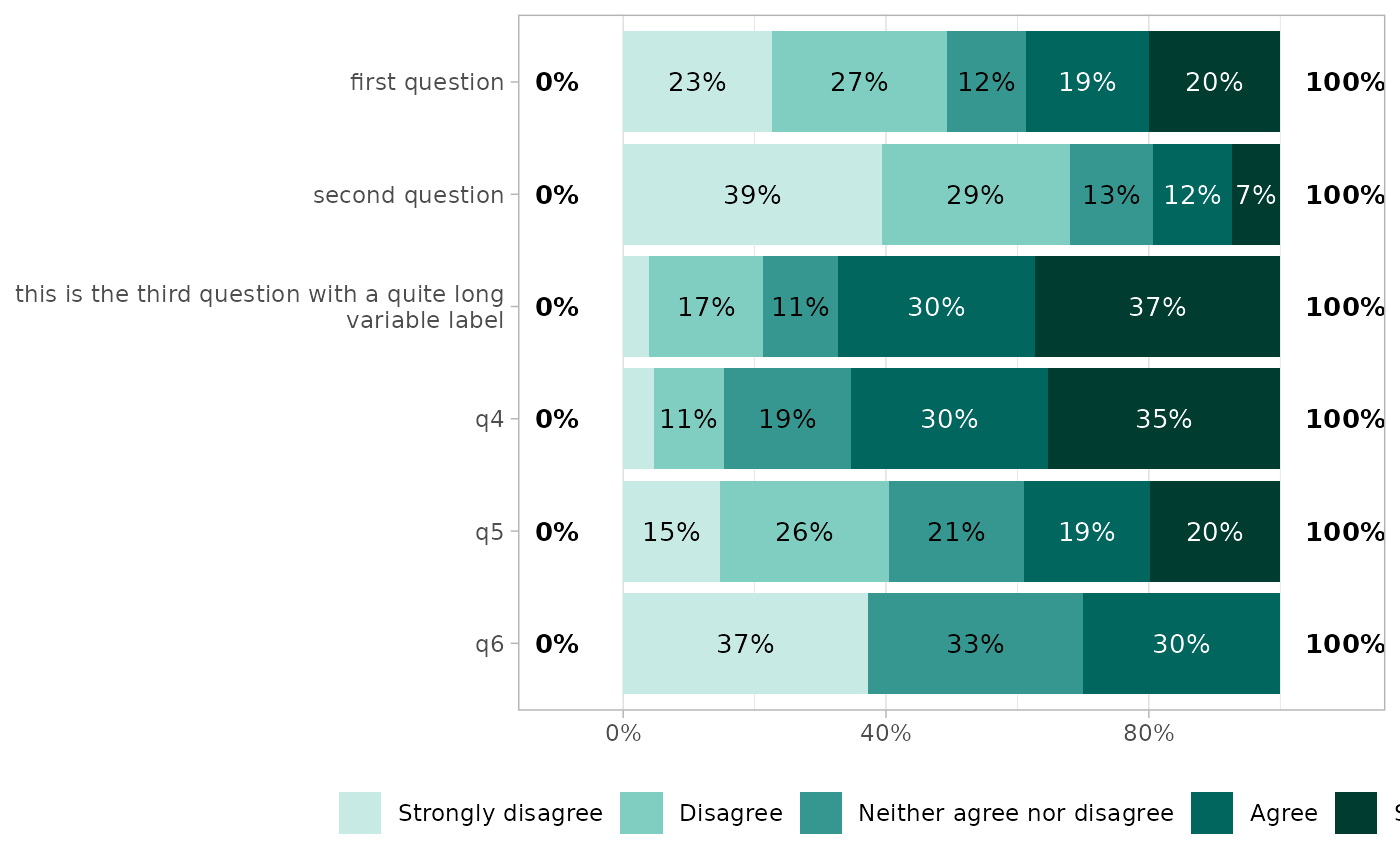 first question 0% 23% 27% 12% 19% 20% 100%
second question 0% 39% 29% 13% 12% 7% 100%
this is the third question with a quite long
variable label 0% 17% 11% 30% 37% 100%
q4 0% 11% 19% 30% 35% 100%
q5 0% 15% 26% 21% 19% 20% 100%
q6 0% 37% 33% 30% 100%
0% 40% 80%
Strongly disagree Disagree Neither agree nor disagree Agree